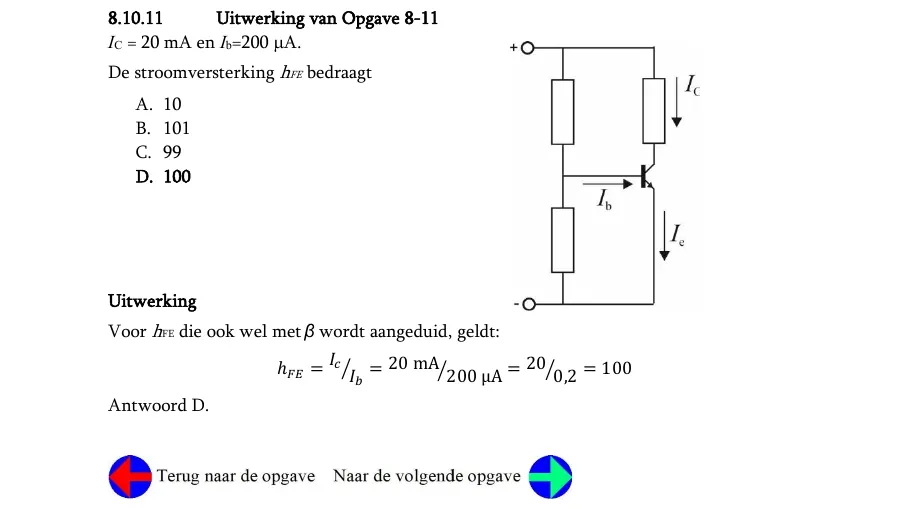 8.10.11 Uitwerking van Opgave 8-11
IC = 20 mA en Ib=200 µA.
De stroomversterking hFE bedraagt
A. 10
B. 101
C. 99
D. 100
+
IC
Ib
Ie
-
Uitwerking
Voor hFE die ook wel met β wordt aangeduid, geldt:
hFE = Ic/Ib = 20 mA/200 µA = 20/0,2 = 100
Antwoord D.
Terug naar de opgave Naar de volgende opgave